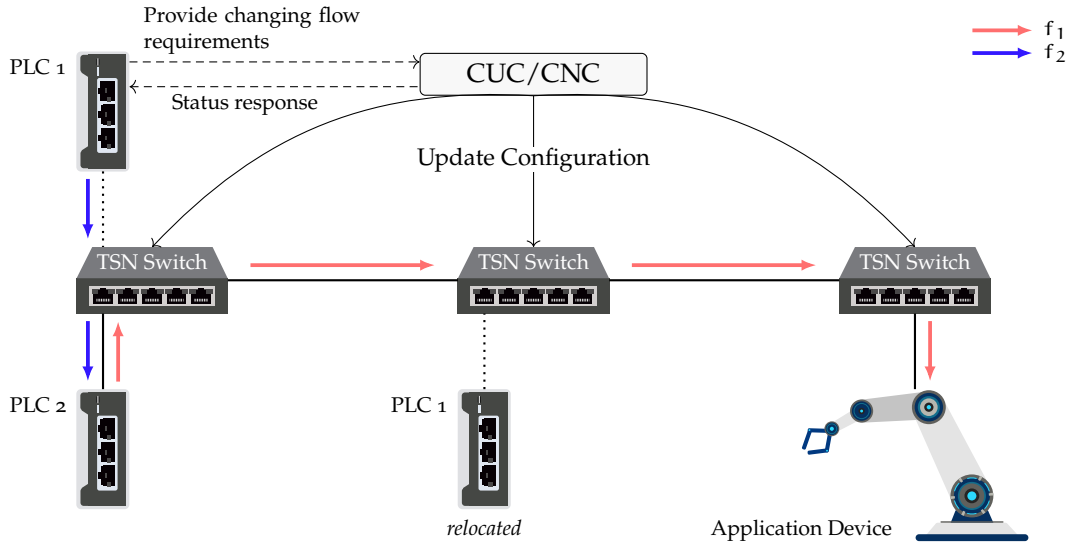 Provide changing flow
requirements
f₁
f₂
PLC 1
CUC/CNC
Status response
Update Configuration
TSN Switch
TSN Switch
TSN Switch
PLC 2
PLC 1
relocated
Application Device